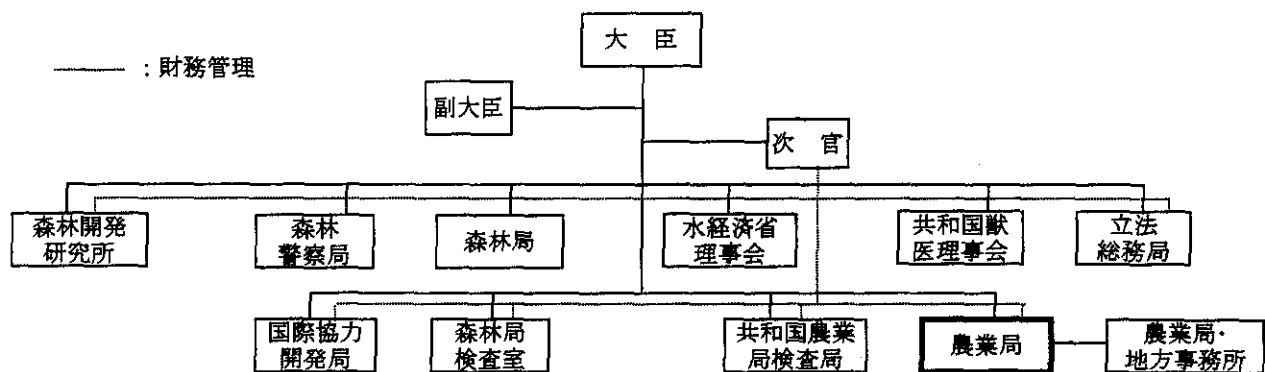 大 臣
: 財務管理
副大臣
次 官
森林開発
研究所
森林
警察局
森林局
水経済省
理事会
共和国獣
医理事会
立法
総務局
国際協力
開発局
森林局
検査室
共和国農業
局検査局
農業局
農業局・
地方事務所